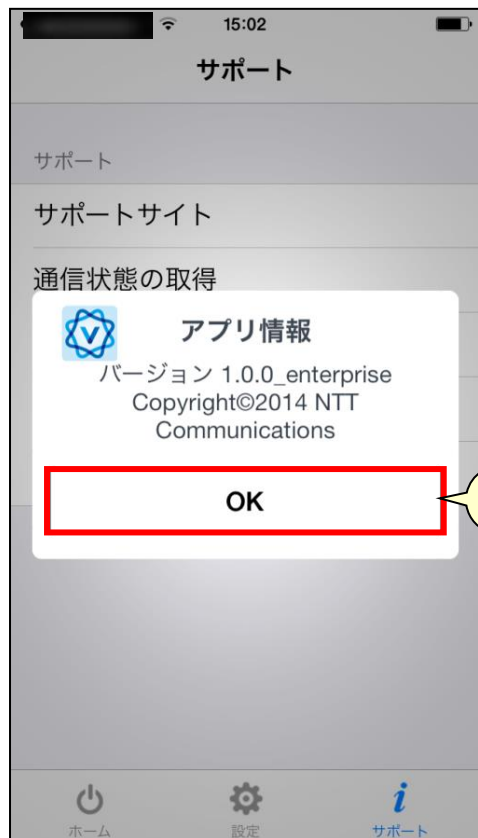 15:02
サポート
サポート
サポートサイト
通信状態の取得
アプリ情報
バージョン 1.0.0_enterprise
Copyright©2014 NTT
Communications
OK
ホーム
設定
サポート